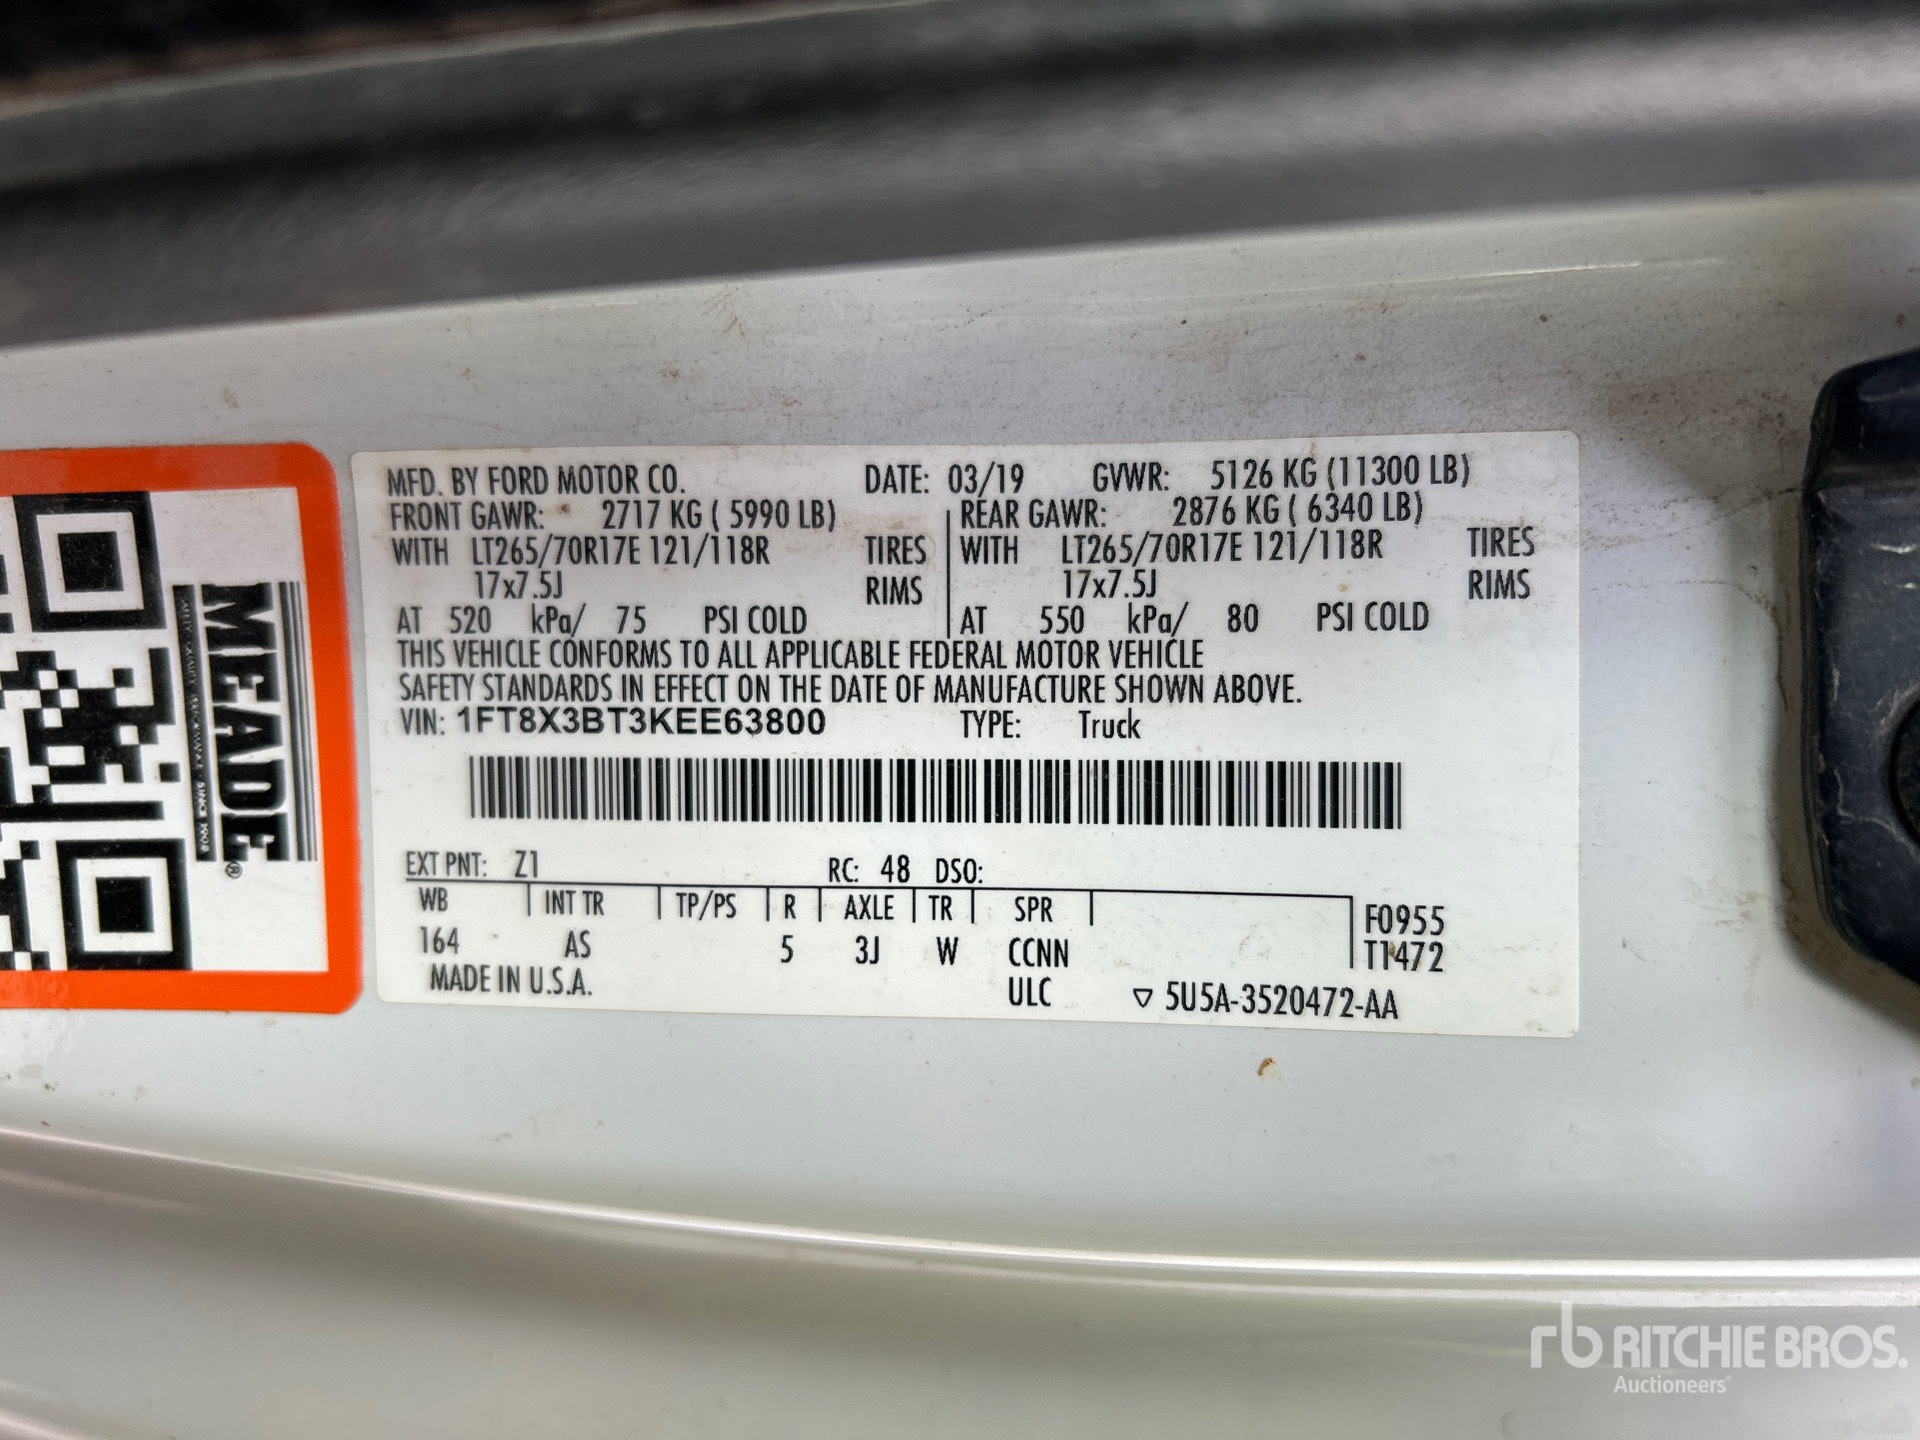 MFD. BY FORD MOTOR CO. DATE: 03/19 GVWR: 5126 KG (11300 LB)
FRONT GAWR: 2717 KG ( 5990 LB) REAR GAWR: 2876 KG ( 6340 LB)
WITH LT265/70R17E 121/118R TIRES WITH LT265/70R17E 121/118R TIRES
17x7.5J RIMS 17x7.5J RIMS
AT 520 kPa/ 75 PSI COLD AT 550 kPa/ 80 PSI COLD
THIS VEHICLE CONFORMS TO ALL APPLICABLE FEDERAL MOTOR VEHICLE
SAFETY STANDARDS IN EFFECT ON THE DATE OF MANUFACTURE SHOWN ABOVE.
VIN: 1FT8X3BT3KEE63800 TYPE: Truck
EXT PNT: Z1 RC: 48 DSO:
WB INT TR TP/PS R AXLE TR SPR F0955
164 AS 5 3J W CCNN T1472
MADE IN U.S.A. ULC ▽ 5U5A-3520472-AA
MEADE®
SINCE 1908
rb RITCHIE BROS.
Auctioneers